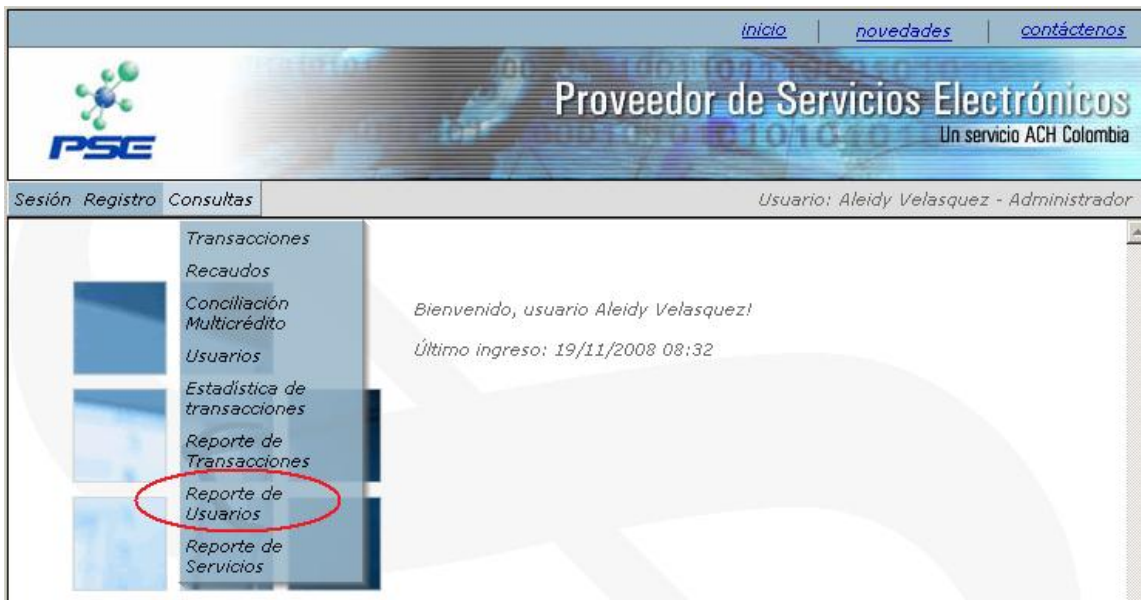 inicio | novedades | contáctenos
PSE
Proveedor de Servicios Electrónicos
Un servicio ACH Colombia
Sesión Registro Consultas
Usuario: Aleidy Velasquez - Administrador
Transacciones
Recaudos
Conciliación
Multicrédito
Usuarios
Estadística de
transacciones
Reporte de
Transacciones
Reporte de
Usuarios
Reporte de
Servicios
Bienvenido, usuario Aleidy Velasquez!
Último ingreso: 19/11/2008 08:32